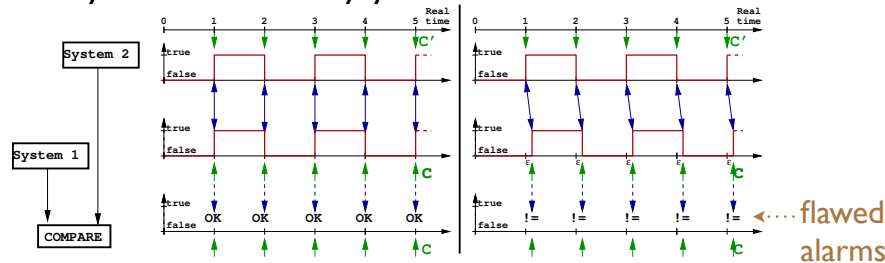 Real
time
0 1 2 3 4 5
C'
true
false
System 2
true
false
System 1
C
true
false
OK OK OK OK OK
COMPARE
C
Real
time
0 1 2 3 4 5
C'
true
false
true
false
ε ε ε ε ε
C
true
false
!= != != != !=
C
flawed
alarms